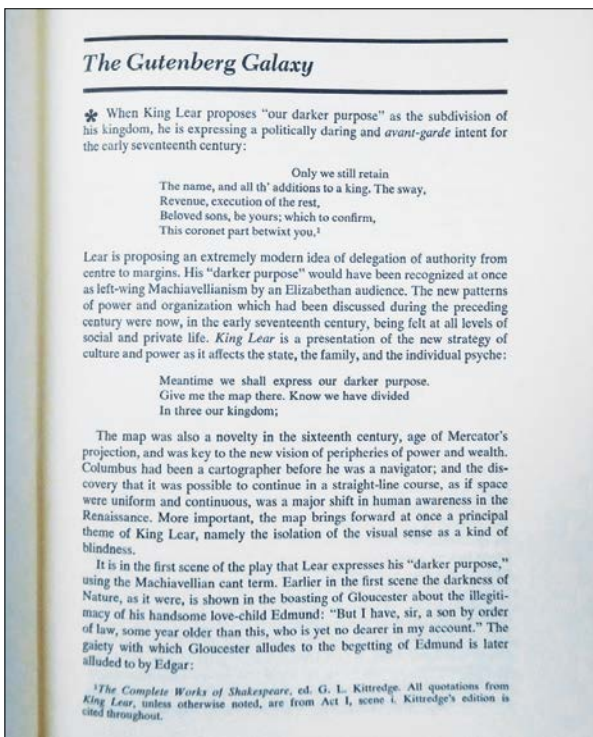 The Gutenberg Galaxy
* When King Lear proposes "our darker purpose" as the subdivision of
his kingdom, he is expressing a politically daring and avant-garde intent for
the early seventeenth century:
Only we still retain
The name, and all th' additions to a king. The sway,
Revenue, execution of the rest,
Beloved sons, be yours; which to confirm,
This coronet part betwixt you.¹
Lear is proposing an extremely modern idea of delegation of authority from
centre to margins. His "darker purpose" would have been recognized at once
as left-wing Machiavellianism by an Elizabethan audience. The new patterns
of power and organization which had been discussed during the preceding
century were now, in the early seventeenth century, being felt at all levels of
social and private life. King Lear is a presentation of the new strategy of
culture and power as it affects the state, the family, and the individual psyche:
Meantime we shall express our darker purpose.
Give me the map there. Know we have divided
In three our kingdom;
The map was also a novelty in the sixteenth century, age of Mercator's
projection, and was key to the new vision of peripheries of power and wealth.
Columbus had been a cartographer before he was a navigator; and the dis-
covery that it was possible to continue in a straight-line course, as if space
were uniform and continuous, was a major shift in human awareness in the
Renaissance. More important, the map brings forward at once a principal
theme of King Lear, namely the isolation of the visual sense as a kind of
blindness.
It is in the first scene of the play that Lear expresses his "darker purpose,"
using the Machiavellian cant term. Earlier in the first scene the darkness of
Nature, as it were, is shown in the boasting of Gloucester about the illegiti-
macy of his handsome love-child Edmund: "But I have, sir, a son by order
of law, some year older than this, who is yet no dearer in my account." The
gaiety with which Gloucester alludes to the begetting of Edmund is later
alluded to by Edgar:
¹The Complete Works of Shakespeare, ed. G. L. Kittredge. All quotations from
King Lear, unless otherwise noted, are from Act I, scene i. Kittredge's edition is
cited throughout.